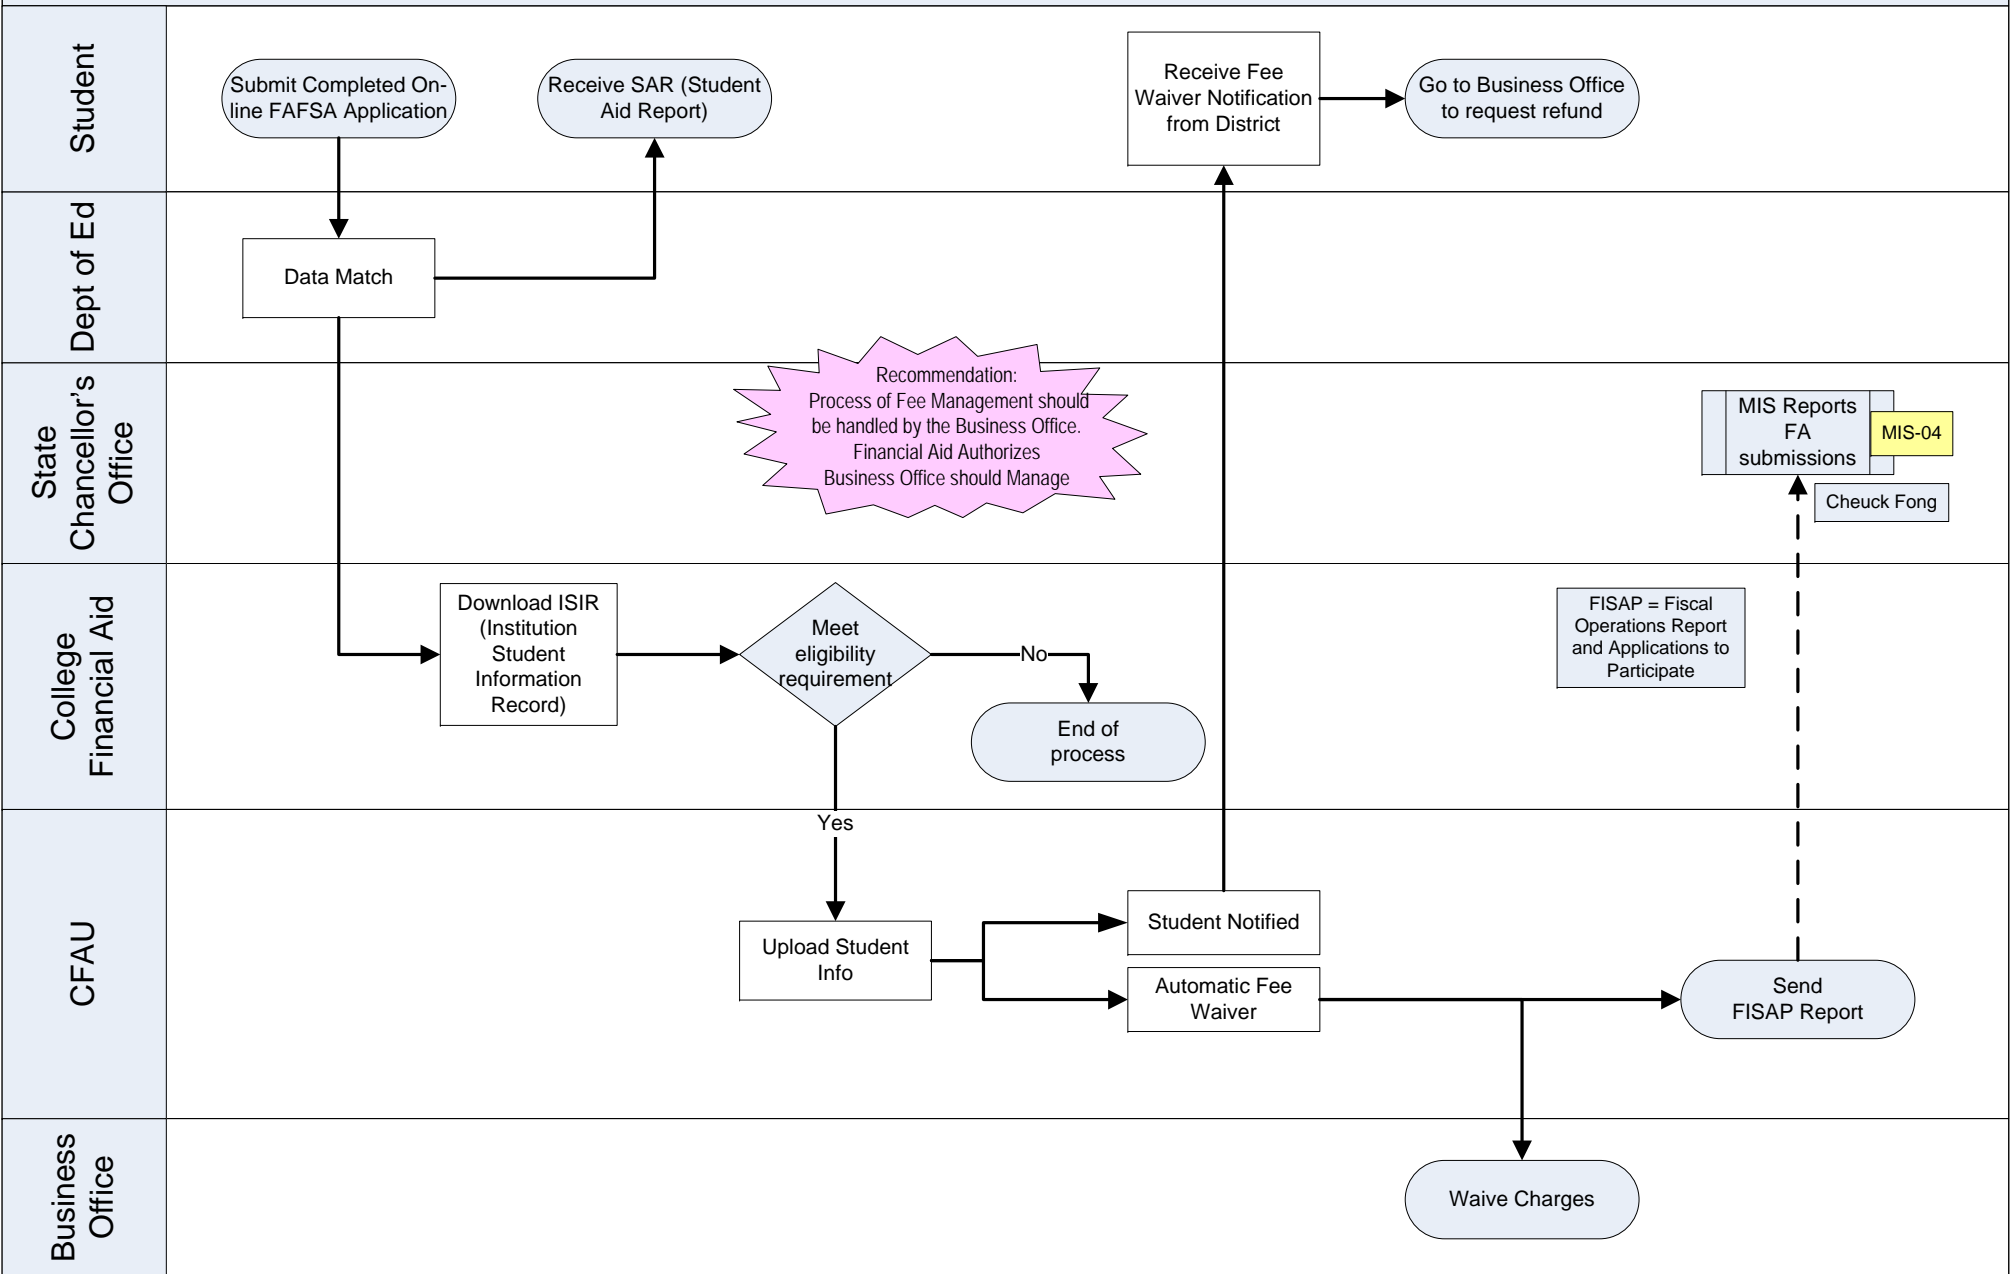 Student
Submit Completed On-
line FAFSA Application
Receive SAR (Student
Aid Report)
Receive Fee
Waiver Notification
from District
Go to Business Office
to request refund
Dept of Ed
Data Match
State
Chancellor's
Office
Recommendation:
Process of Fee Management should
be handled by the Business Office.
Financial Aid Authorizes
Business Office should Manage
MIS Reports
FA
submissions
MIS-04
Cheuck Fong
College
Financial Aid
Download ISIR
(Institution
Student
Information
Record)
Meet
eligibility
requirement
No
End of
process
FISAP = Fiscal
Operations Report
and Applications to
Participate
Yes
CFAU
Upload Student
Info
Student Notified
Automatic Fee
Waiver
Send
FISAP Report
Business
Office
Waive Charges